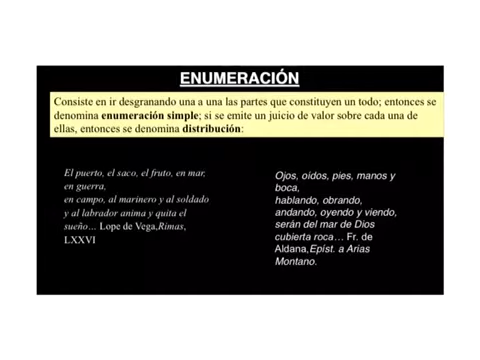 ENUMERACIÓN
Consiste en ir desgranando una a una las partes que constituyen un todo; entonces se
denomina enumeración simple; si se emite un juicio de valor sobre cada una de
ellas, entonces se denomina distribución:
El puerto, el saco, el fruto, en mar,
en guerra,
en campo, al marinero y al soldado
y al labrador anima y quita el
sueño… Lope de Vega,Rimas,
LXXVI
Ojos, oídos, pies, manos y
boca,
hablando, obrando,
andando, oyendo y viendo,
serán del mar de Dios
cubierta roca… Fr. de
Aldana,Epíst. a Arias
Montano.